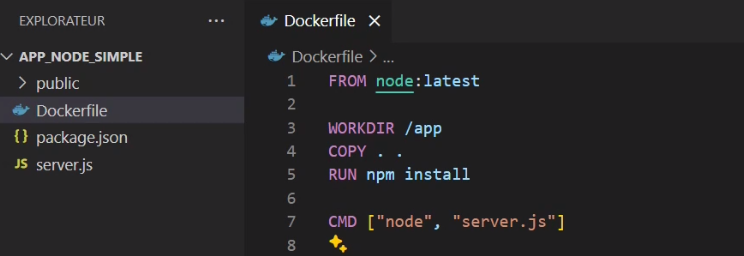 EXPLORATEUR ...
APP_NODE_SIMPLE
public
Dockerfile
{} package.json
JS server.js
Dockerfile
Dockerfile > ...
1 FROM node:latest
2
3 WORKDIR /app
4 COPY . .
5 RUN npm install
6
7 CMD ["node", "server.js"]
8